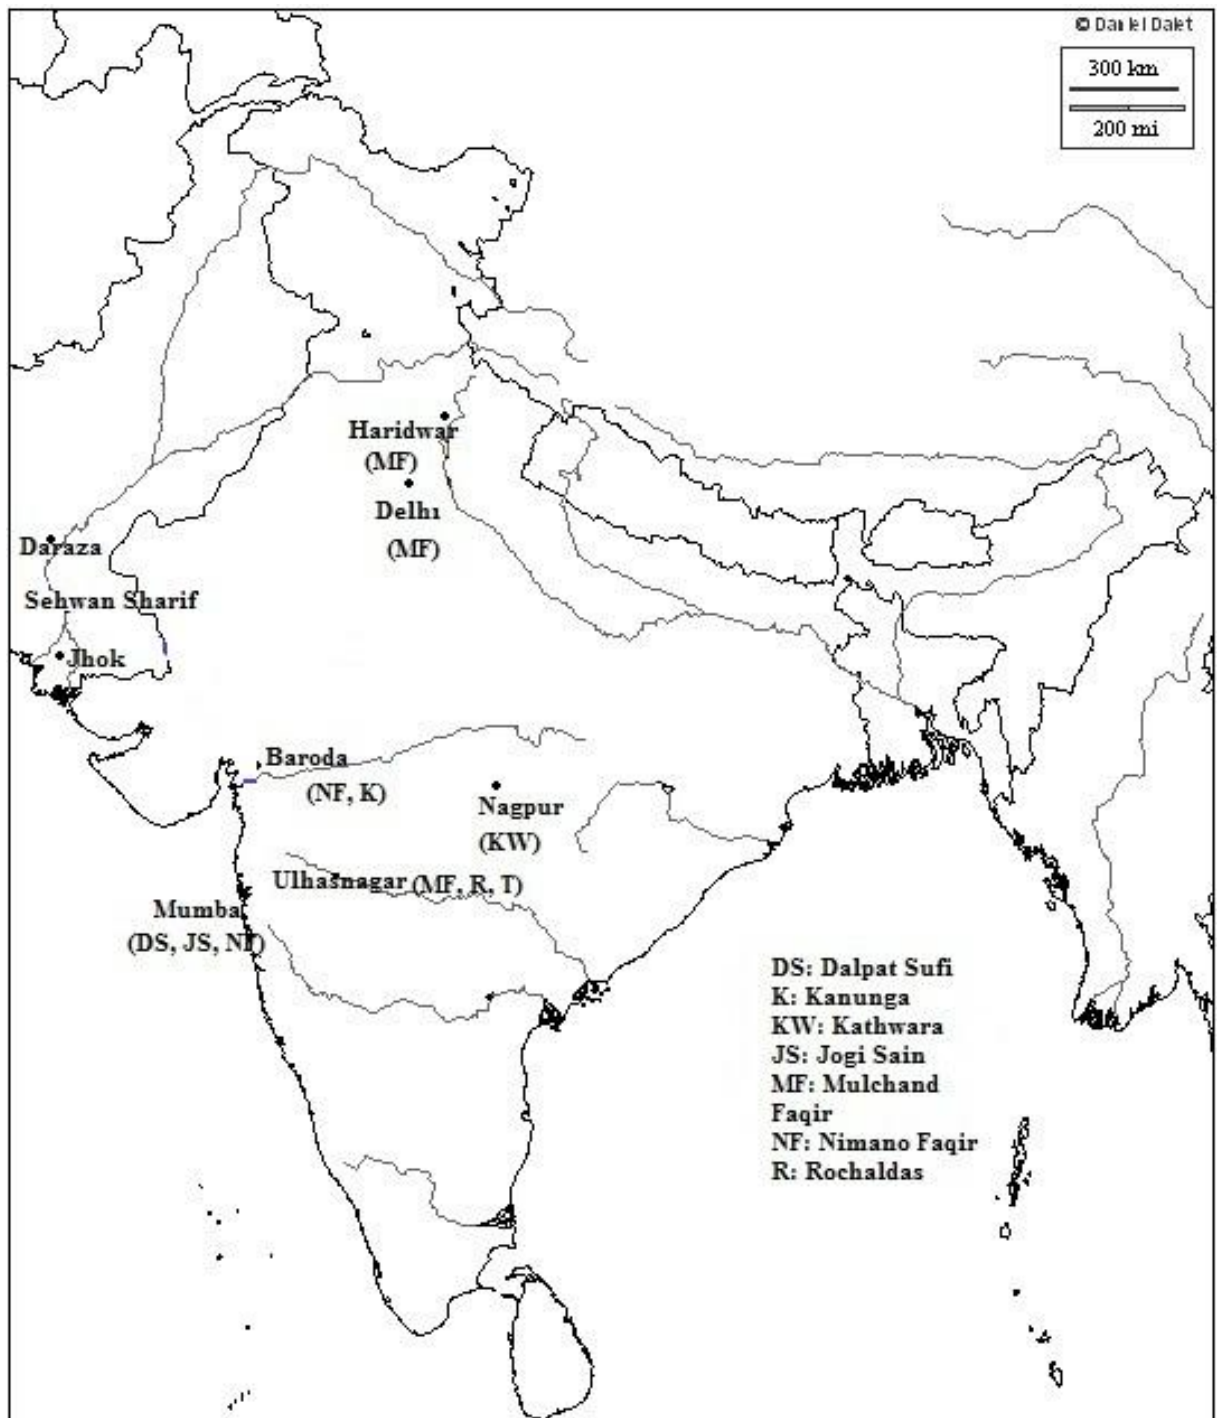 © Daniel Dalet
300 km
200 mi
Haridwar
(MF)
Delhi
(MF)
Daraza
Sehwan Sharif
Jhok
Baroda
(NF, K)
Nagpur
(KW)
Ulhasnagar (MF, R, T)
Mumba
(DS, JS, NF)
DS: Dalpat Sufi
K: Kanunga
KW: Kathwara
JS: Jogi Sain
MF: Mulchand
Faqir
NF: Nimano Faqir
R: Rochaldas